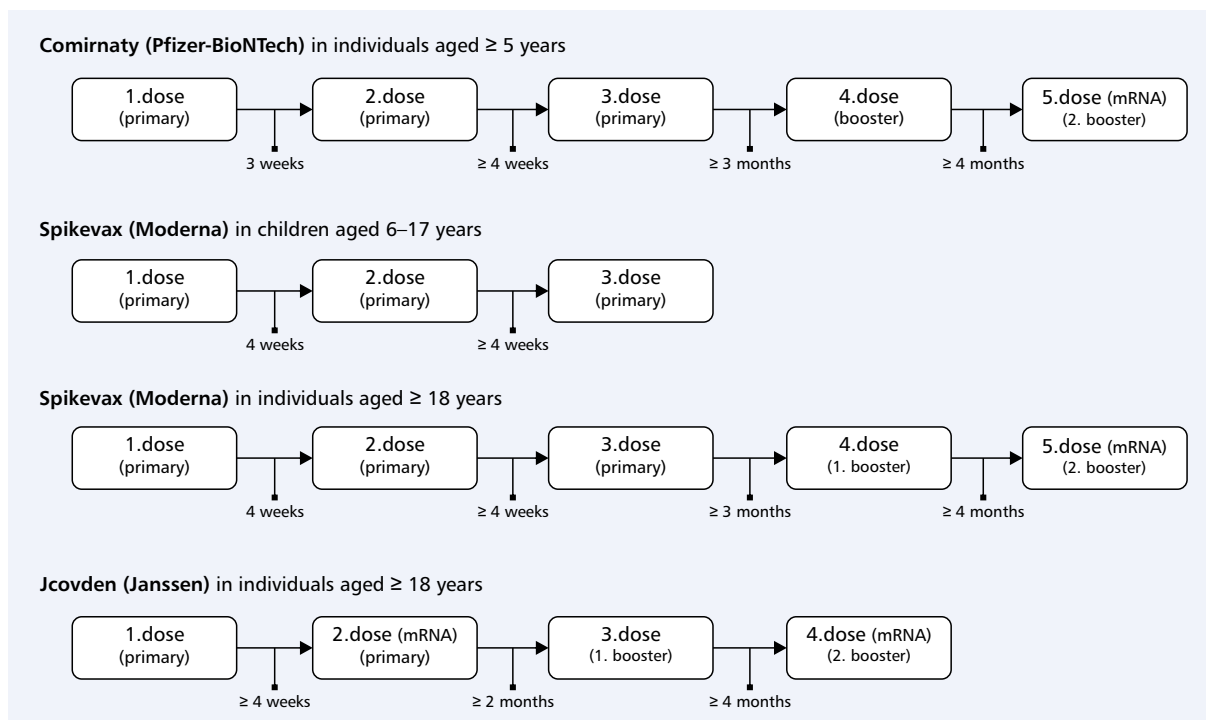 Comirnaty (Pfizer-BioNTech) in individuals aged ≥ 5 years
1.dose
(primary)
2.dose
(primary)
3.dose
(primary)
4.dose
(booster)
5.dose (mRNA)
(2. booster)
3 weeks
≥ 4 weeks
≥ 3 months
≥ 4 months
Spikevax (Moderna) in children aged 6–17 years
1.dose
(primary)
2.dose
(primary)
3.dose
(primary)
4 weeks
≥ 4 weeks
Spikevax (Moderna) in individuals aged ≥ 18 years
1.dose
(primary)
2.dose
(primary)
3.dose
(primary)
4.dose
(1. booster)
5.dose (mRNA)
(2. booster)
4 weeks
≥ 4 weeks
≥ 3 months
≥ 4 months
Jcovden (Janssen) in individuals aged ≥ 18 years
1.dose
(primary)
2.dose (mRNA)
(primary)
3.dose
(1. booster)
4.dose (mRNA)
(2. booster)
≥ 4 weeks
≥ 2 months
≥ 4 months